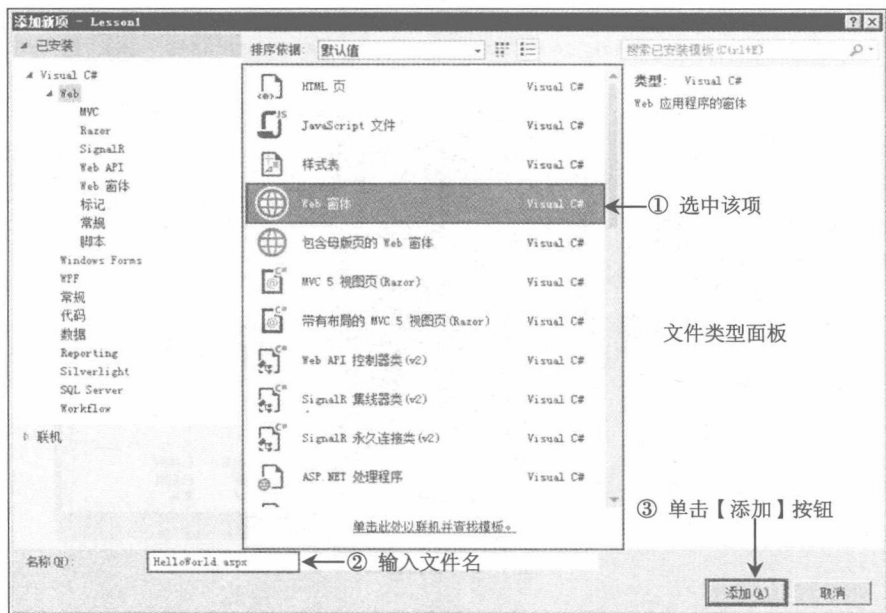 添加新项 - Lesson1
已安装
排序依据: 默认值
搜索已安装模板(Ctrl+E)
Visual C#
Web
MVC
Razor
SignalR
Web API
Web 窗体
标记
常规
脚本
Windows Forms
WPF
常规
代码
数据
Reporting
Silverlight
SQL Server
Workflow
联机
HTML 页 Visual C#
JavaScript 文件 Visual C#
样式表 Visual C#
Web 窗体 Visual C#
包含母版页的 Web 窗体 Visual C#
MVC 5 视图页(Razor) Visual C#
带有布局的 MVC 5 视图页(Razor) Visual C#
Web API 控制器类(v2) Visual C#
SignalR 集线器类(v2) Visual C#
SignalR 永久连接类(v2) Visual C#
ASP.NET 处理程序 Visual C#
单击此处以联机并查找模板。
类型: Visual C#
Web 应用程序的窗体
① 选中该项
文件类型面板
③ 单击【添加】按钮
名称(N): HelloWorld.aspx
② 输入文件名
添加(A) 取消